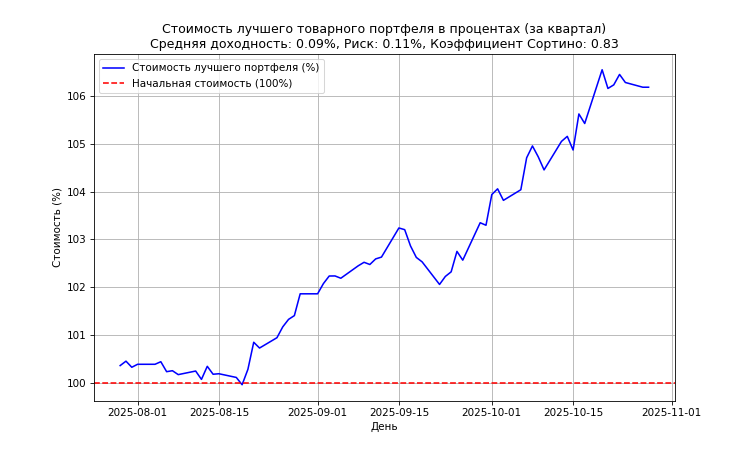 Стоимость лучшего товарного портфеля в процентах (за квартал)
Средняя доходность: 0.09%, Риск: 0.11%, Коэффициент Сортино: 0.83
Стоимость лучшего портфеля (%)
Начальная стоимость (100%)
Стоимость (%)
106
105
104
103
102
101
100
2025-08-01
2025-08-15
2025-09-01
2025-09-15
2025-10-01
2025-10-15
2025-11-01
День